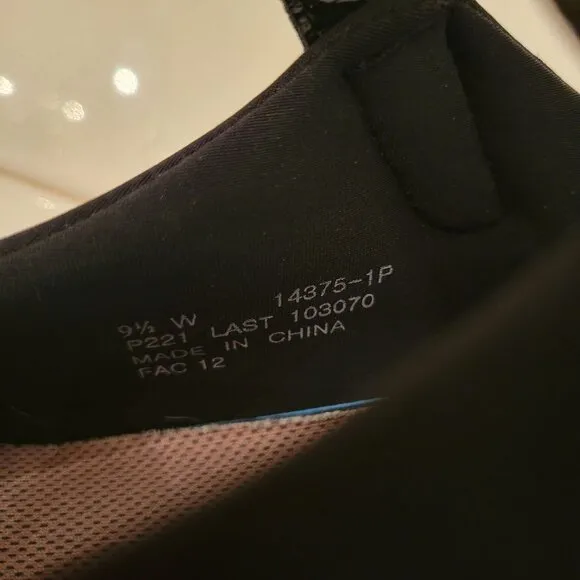 9½ W 14375-1P
P221 LAST 103070
MADE IN CHINA
FAC 12